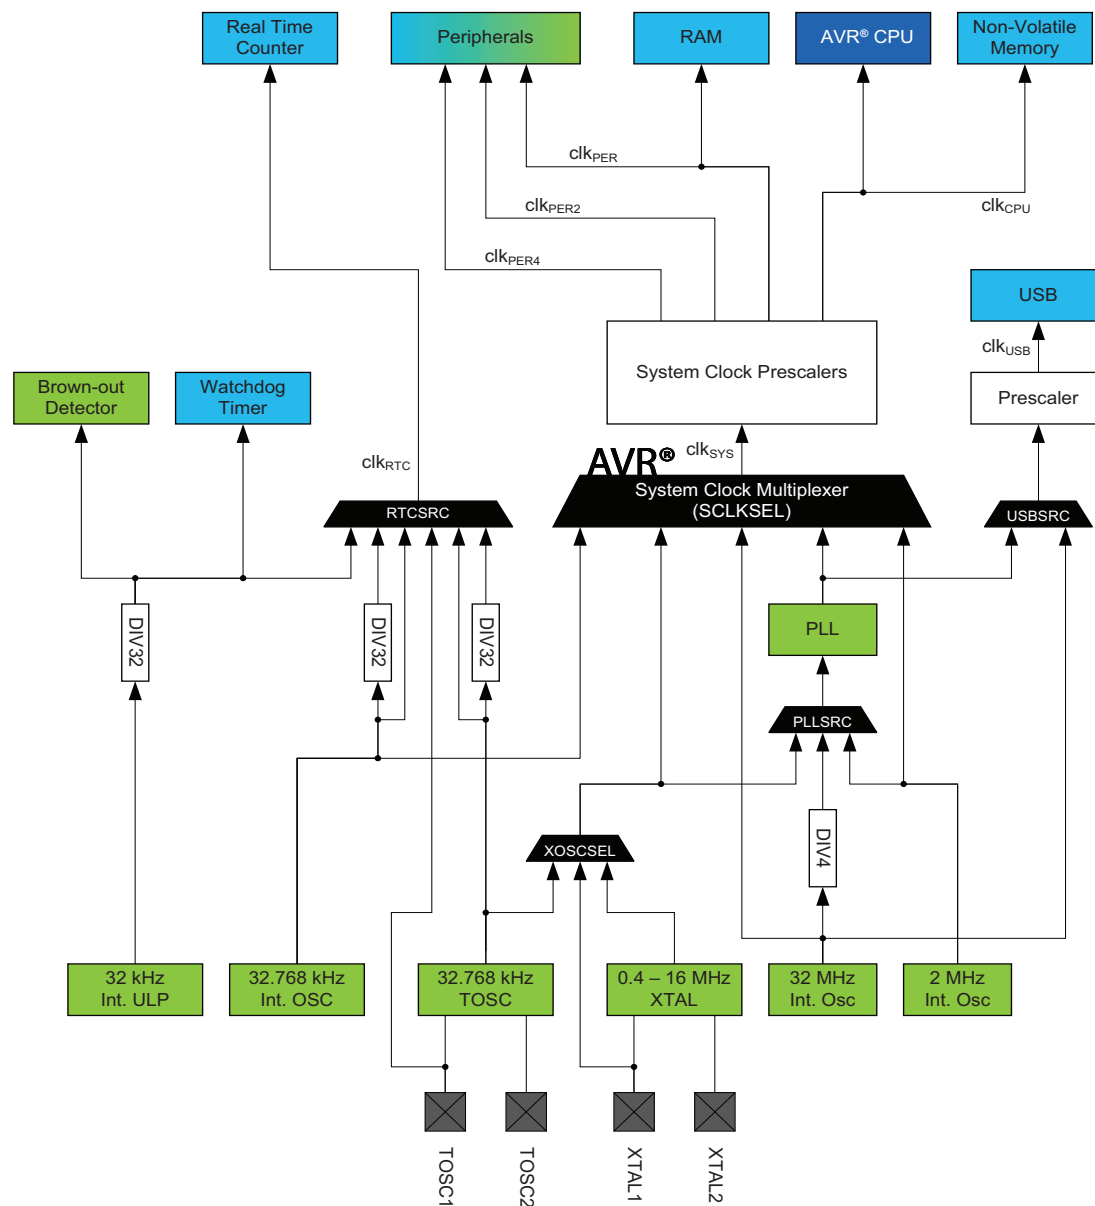 Real Time
Counter
Peripherals
RAM
AVR® CPU
Non-Volatile
Memory
clkPER
clkPER2
clkCPU
clkPER4
USB
clkUSB
System Clock Prescalers
Prescaler
Brown-out
Detector
Watchdog
Timer
clkRTC
clkSYS
AVR®
System Clock Multiplexer
(SCLKSEL)
RTCSRC
USBSRC
DIV32
DIV32
DIV32
PLL
PLLSRC
XOSCSEL
DIV4
32 kHz
Int. ULP
32.768 kHz
Int. OSC
32.768 kHz
TOSC
0.4 – 16 MHz
XTAL
32 MHz
Int. Osc
2 MHz
Int. Osc
TOSC1
TOSC2
XTAL1
XTAL2